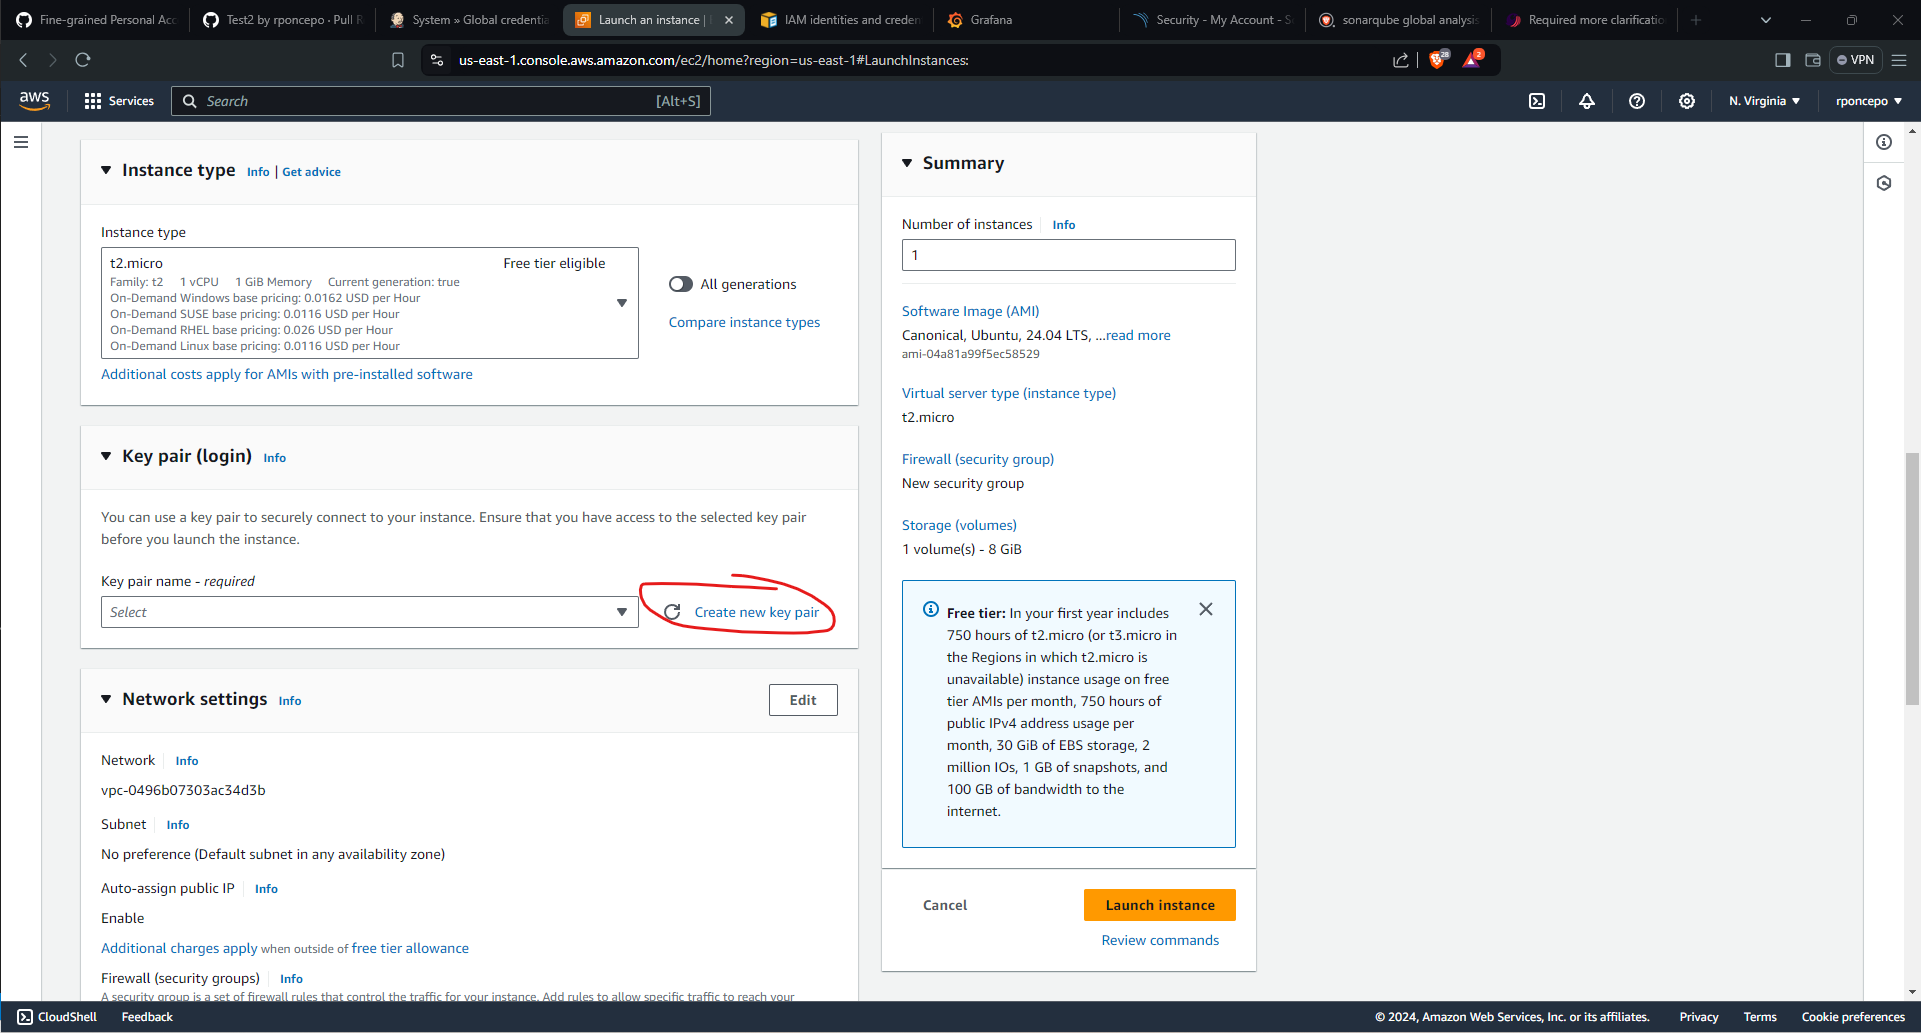 Fine-grained Personal Acc
Test2 by rponcepo · Pull R
System » Global credentia
Launch an instance |
IAM identities and creden
Grafana
Security - My Account - S
sonarqube global analysis
Required more clarificatio
us-east-1.console.aws.amazon.com/ec2/home?region=us-east-1#LaunchInstances:
28
2
VPN
aws
Services
Search
[Alt+S]
N. Virginia
rponcepo
Instance type Info | Get advice
Instance type
t2.micro
Free tier eligible
Family: t2 1 vCPU 1 GiB Memory Current generation: true
On-Demand Windows base pricing: 0.0162 USD per Hour
On-Demand SUSE base pricing: 0.0116 USD per Hour
On-Demand RHEL base pricing: 0.026 USD per Hour
On-Demand Linux base pricing: 0.0116 USD per Hour
All generations
Compare instance types
Additional costs apply for AMIs with pre-installed software
Key pair (login) Info
You can use a key pair to securely connect to your instance. Ensure that you have access to the selected key pair
before you launch the instance.
Key pair name - required
Select
Create new key pair
Network settings Info
Edit
Network Info
vpc-0496b07303ac34d3b
Subnet Info
No preference (Default subnet in any availability zone)
Auto-assign public IP Info
Enable
Additional charges apply when outside of free tier allowance
Firewall (security groups) Info
A security group is a set of firewall rules that control the traffic for your instance. Add rules to allow specific traffic to reach your
Summary
Number of instances Info
1
Software Image (AMI)
Canonical, Ubuntu, 24.04 LTS, ...read more
ami-04a81a99f5ec58529
Virtual server type (instance type)
t2.micro
Firewall (security group)
New security group
Storage (volumes)
1 volume(s) - 8 GiB
Free tier: In your first year includes
750 hours of t2.micro (or t3.micro in
the Regions in which t2.micro is
unavailable) instance usage on free
tier AMIs per month, 750 hours of
public IPv4 address usage per
month, 30 GiB of EBS storage, 2
million IOs, 1 GB of snapshots, and
100 GB of bandwidth to the
internet.
Cancel
Launch instance
Review commands
CloudShell
Feedback
© 2024, Amazon Web Services, Inc. or its affiliates.
Privacy
Terms
Cookie preferences